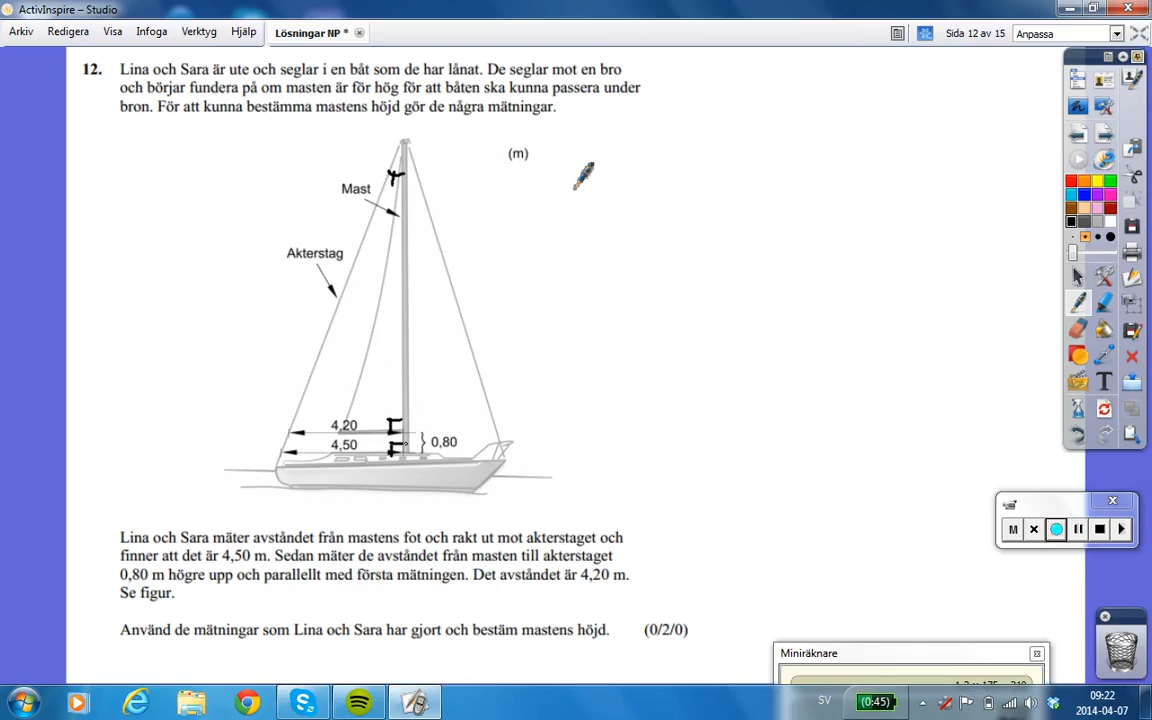 ActivInspire – Studio
Arkiv Redigera Visa Infoga Verktyg Hjälp Lösningar NP * Sida 12 av 15 Anpassa
12. Lina och Sara är ute och seglar i en båt som de har lånat. De seglar mot en bro
och börjar fundera på om masten är för hög för att båten ska kunna passera under
bron. För att kunna bestämma mastens höjd gör de några mätningar.
(m)
Mast
Akterstag
4,20
4,50
0,80
Lina och Sara mäter avståndet från mastens fot och rakt ut mot akterstaget och
finner att det är 4,50 m. Sedan mäter de avståndet från masten till akterstaget
0,80 m högre upp och parallellt med första mätningen. Det avståndet är 4,20 m.
Se figur.
Använd de mätningar som Lina och Sara har gjort och bestäm mastens höjd. (0/2/0)
M
T
Miniräknare
SV (0:45) 09:22
2014-04-07